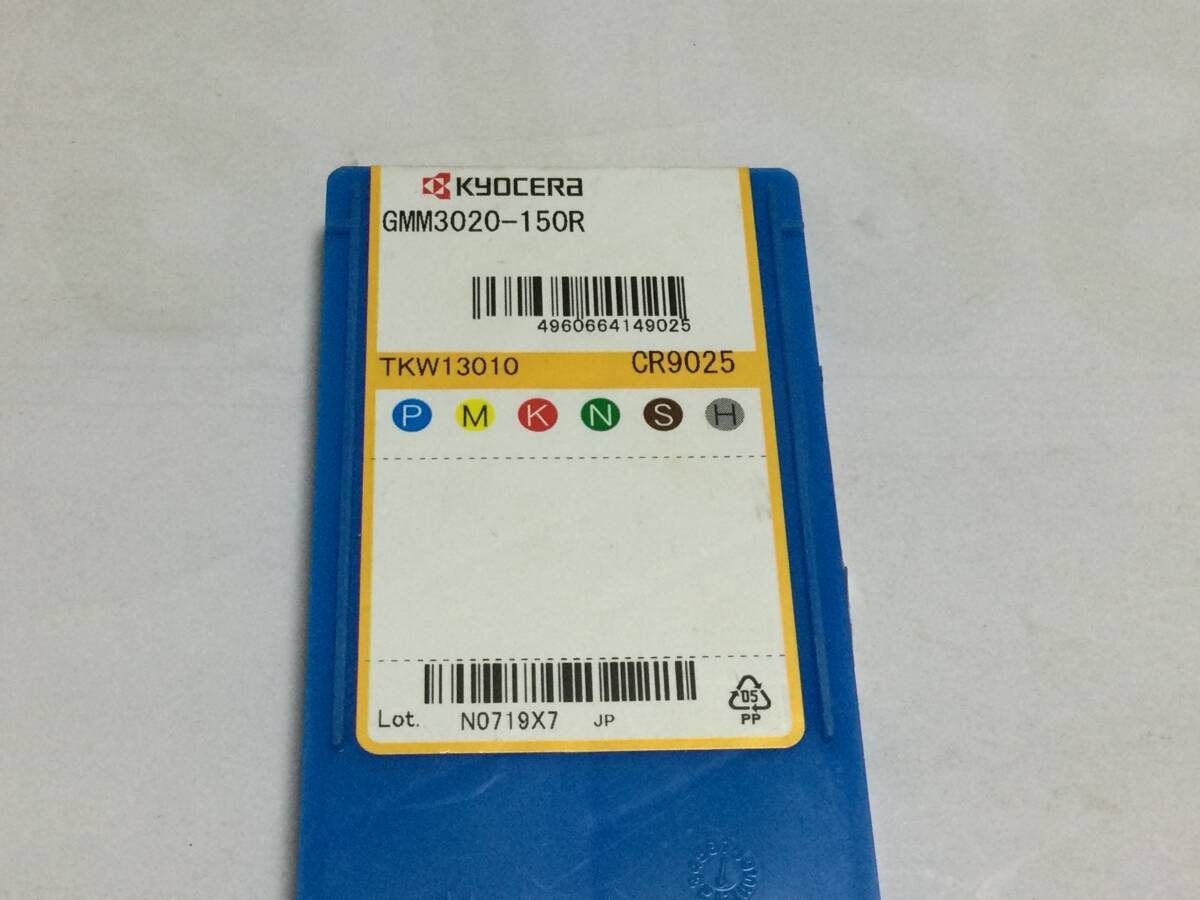 KYOCERA
GMM3020-150R
4960664149025
TKW13010 CR9025
P M K N S H
Lot. N0719X7 JP
05
PP